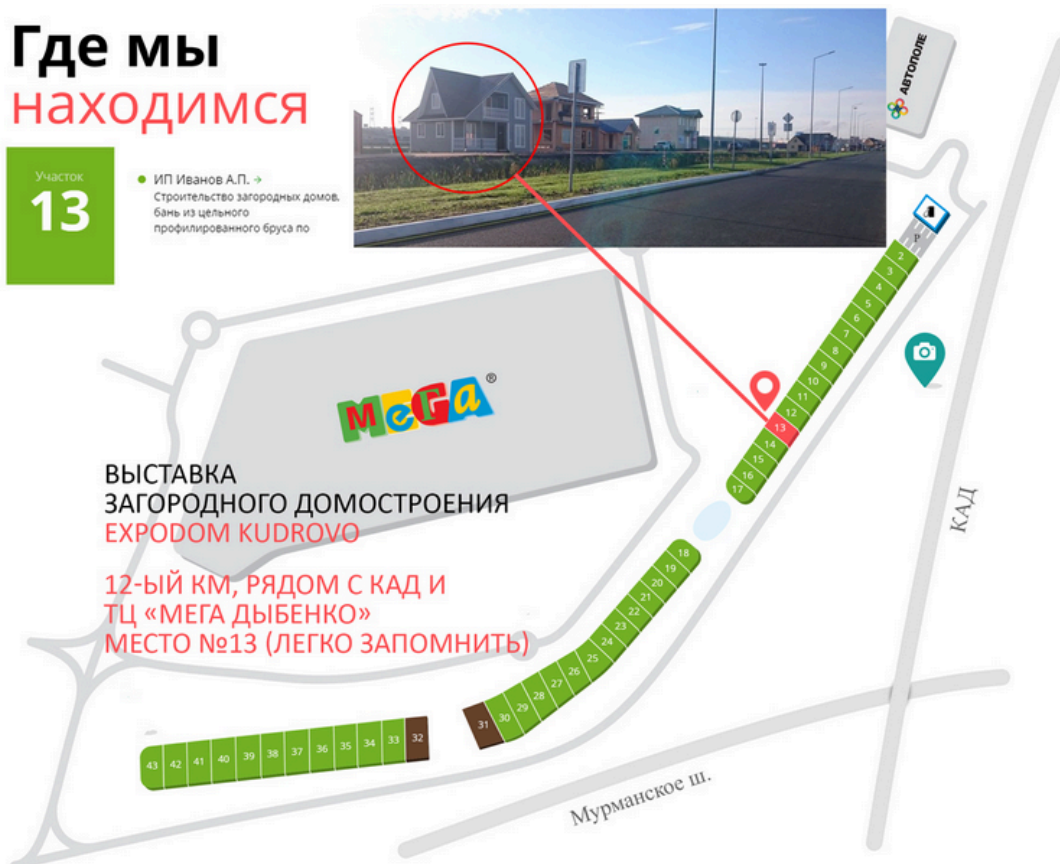 Где мы
находимся
Участок
13
ИП Иванов А.П. →
Строительство загородных домов,
бань из цельного
профилированного бруса по
АВТОПОЛЕ
P
2
3
4
5
6
7
8
9
10
11
12
13
14
15
16
17
МЕГА®
КАД
ВЫСТАВКА
ЗАГОРОДНОГО ДОМОСТРОЕНИЯ
EXPODOM KUDROVO
12-ЫЙ КМ, РЯДОМ С КАД И
ТЦ «МЕГА ДЫБЕНКО»
МЕСТО №13 (ЛЕГКО ЗАПОМНИТЬ)
18
19
20
21
22
23
24
25
26
27
28
29
30
31
32
33
34
35
36
37
38
39
40
41
42
43
Мурманское ш.